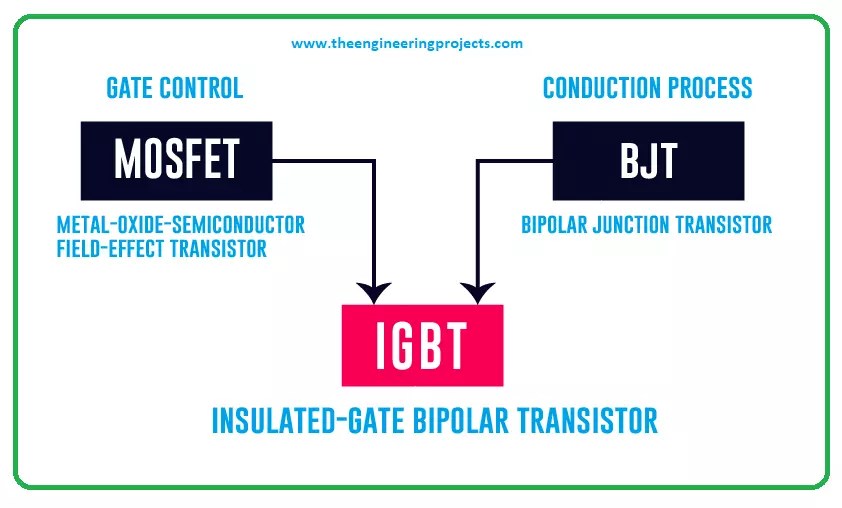 www.theengineeringprojects.com
GATE CONTROL
MOSFET
METAL-OXIDE-SEMICONDUCTOR
FIELD-EFFECT TRANSISTOR
CONDUCTION PROCESS
BJT
BIPOLAR JUNCTION TRANSISTOR
IGBT
INSULATED-GATE BIPOLAR TRANSISTOR